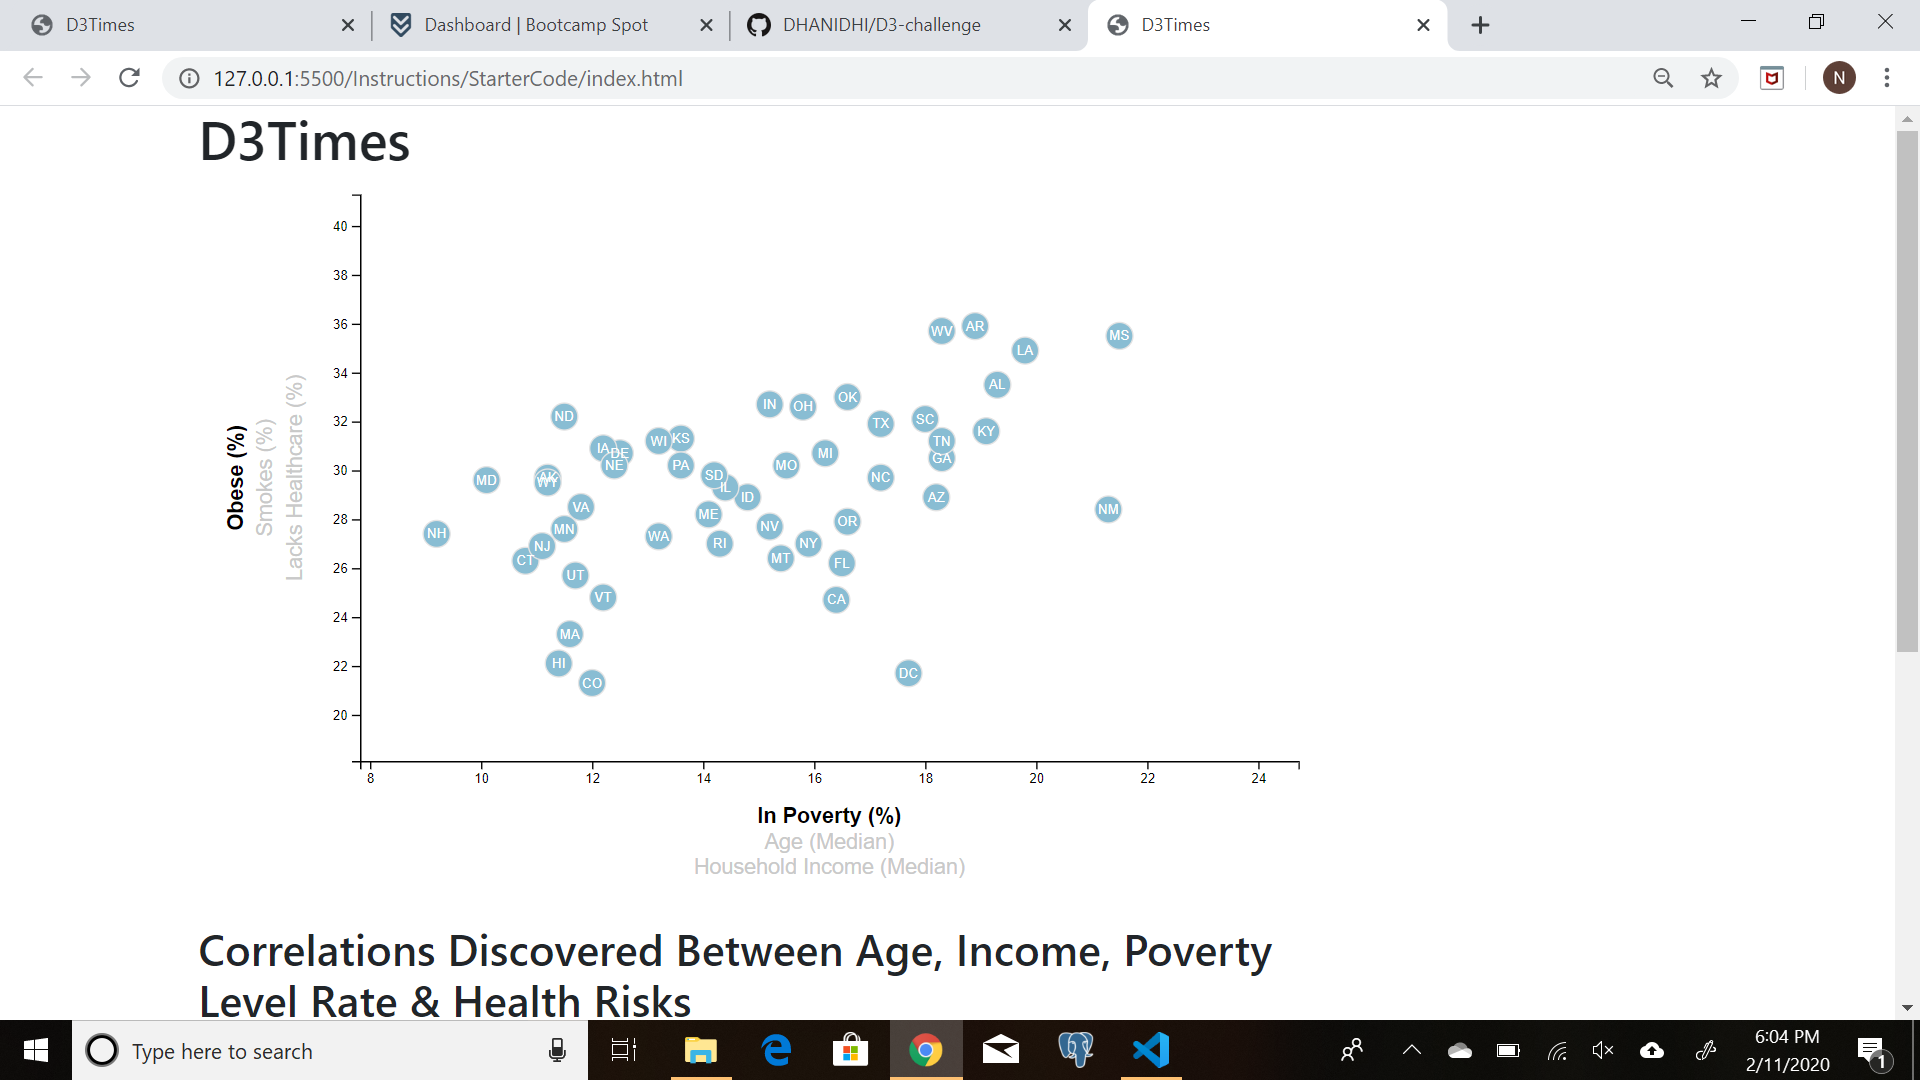 D3Times
Dashboard | Bootcamp Spot
DHANIDHI/D3-challenge
D3Times
127.0.0.1:5500/Instructions/StarterCode/index.html
N
D3Times
40
38
36
34
32
30
28
26
24
22
20
Obese (%)
Smokes (%)
Lacks Healthcare (%)
WV
AR
MS
LA
AL
IN
OH
OK
ND
TX
SC
KY
WI
KS
TN
IA
DE
MI
GA
NE
PA
MO
SD
NC
MD
AK
WY
IL
ID
AZ
VA
NM
ME
OR
MN
NV
NH
WA
RI
NY
NJ
CT
MT
FL
UT
VT
CA
MA
HI
DC
CO
8
10
12
14
16
18
20
22
24
In Poverty (%)
Age (Median)
Household Income (Median)
Correlations Discovered Between Age, Income, Poverty
Level Rate & Health Risks
Type here to search
6:04 PM
2/11/2020
1